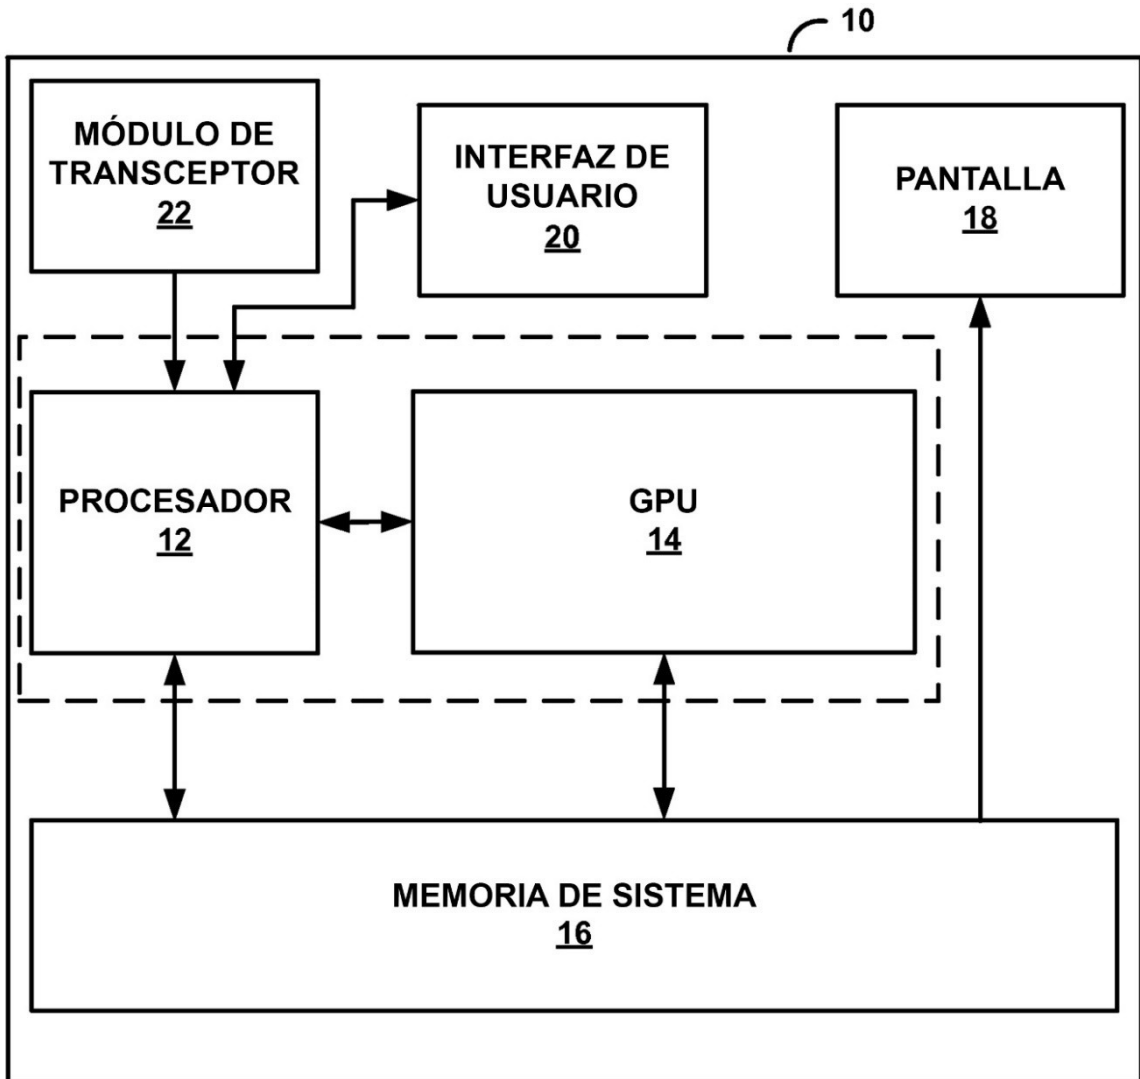 10
MÓDULO DE
TRANSCEPTOR
22
INTERFAZ DE
USUARIO
20
PANTALLA
18
PROCESADOR
12
GPU
14
MEMORIA DE SISTEMA
16